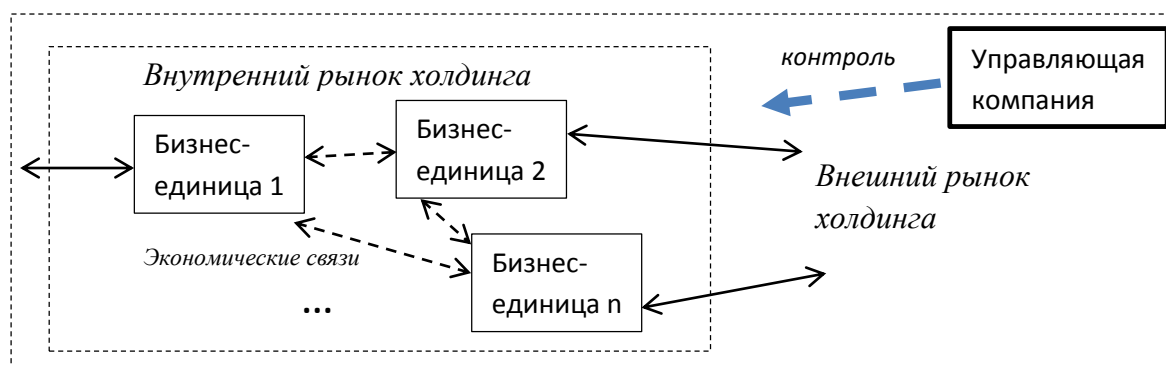 Внутренний рынок холдинга
контроль
Управляющая
компания
Бизнес-
единица 1
Бизнес-
единица 2
Внешний рынок
холдинга
Экономические связи
Бизнес-
единица n
...